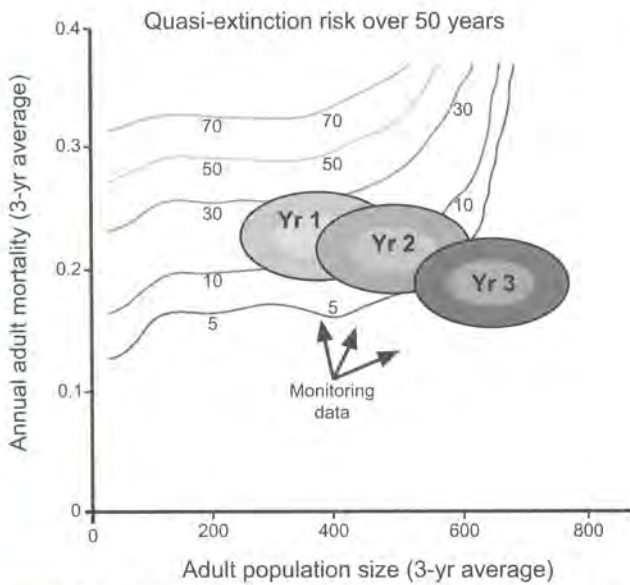 Quasi-extinction risk over 50 years
0.4
0.3
0.2
0.1
0
Annual adult mortality (3-yr average)
70
70
50
50
30
30
10
10
5
5
Yr 1
Yr 2
Yr 3
Monitoring
data
0
200
400
600
800
Adult population size (3-yr average)